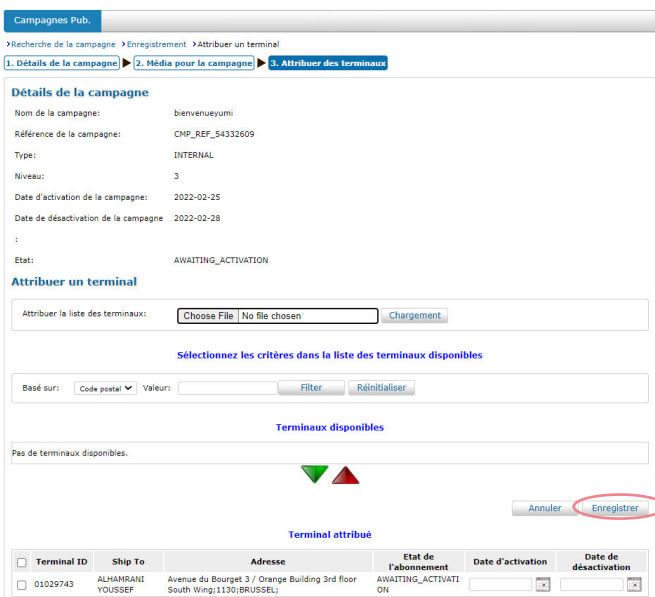 Campagnes Pub.
Recherche de la campagne Enregistrement Attribuer un terminal
1. Détails de la campagne 2. Média pour la campagne 3. Attribuer des terminaux
Détails de la campagne
Nom de la campagne: bienvenueyumi
Référence de la campagne: CMP_REF_54332609
Type: INTERNAL
Niveau: 3
Date d'activation de la campagne: 2022-02-25
Date de désactivation de la campagne 2022-02-28
:
Etat: AWAITING_ACTIVATION
Attribuer un terminal
Attribuer la liste des terminaux: Choose File No file chosen Chargement
Sélectionnez les critères dans la liste des terminaux disponibles
Basé sur: Code postal Valeur: Filter Réinitialiser
Terminaux disponibles
Pas de terminaux disponibles.
Annuler Enregistrer
Terminal attribué
Terminal ID Ship To Adresse Etat de l'abonnement Date d'activation Date de désactivation
01029743 ALHAMRANI YOUSSEF Avenue du Bourget 3 / Orange Building 3rd floor South Wing;1130;BRUSSEL; AWAITING_ACTIVATI ON